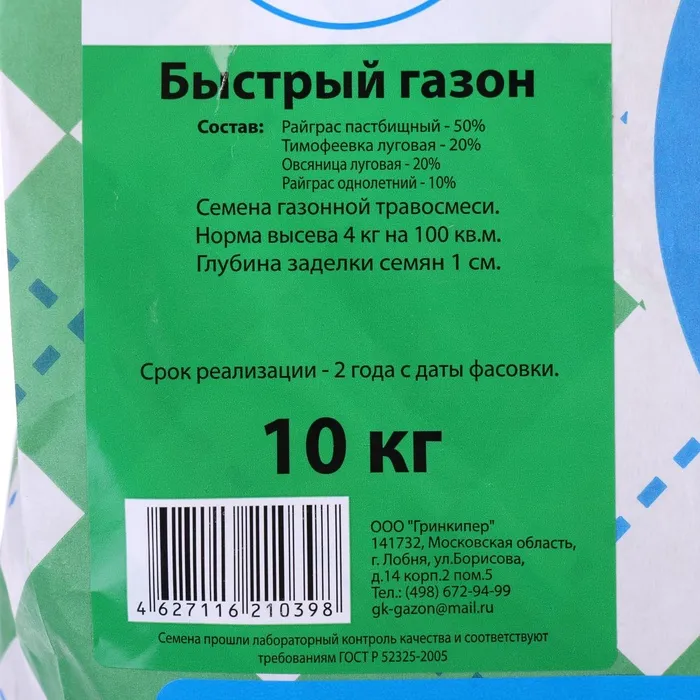 Быстрый газон
Состав: Райграс пастбищный - 50%
Тимофеевка луговая - 20%
Овсяница луговая - 20%
Райграс однолетний - 10%
Семена газонной травосмеси.
Норма высева 4 кг на 100 кв.м.
Глубина заделки семян 1 см.
Срок реализации - 2 года с даты фасовки.
10 кг
ООО "Гринкипер"
141732, Московская область,
г. Лобня, ул.Борисова,
д.14 корп.2 пом.5
Тел.: (498) 672-94-99
gk-gazon@mail.ru
4 627116 210398
Семена прошли лабораторный контроль качества и соответствуют
требованиям ГОСТ Р 52325-2005